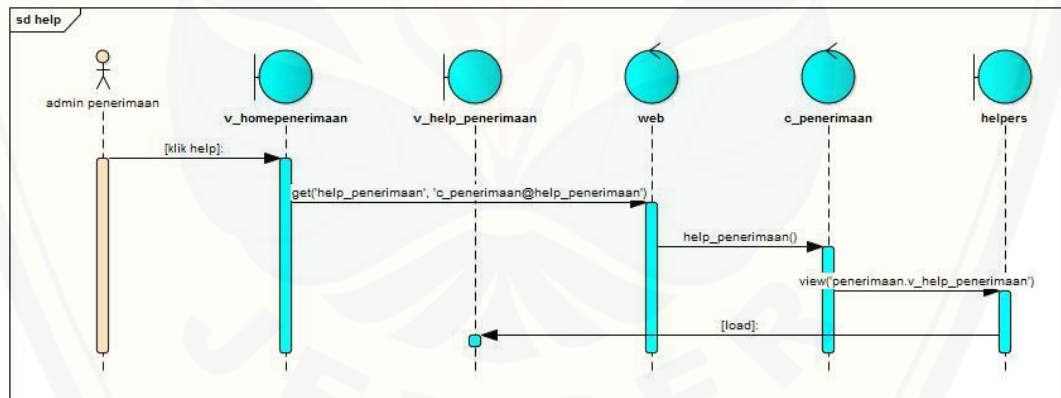 sd help
admin penerimaan
v_homepenerimaan
v_help_penerimaan
web
c_penerimaan
helpers
[klik help]:
get('help_penerimaan', 'c_penerimaan@help_penerimaan')
help_penerimaan()
view('penerimaan.v_help_penerimaan')
[load]:
JEMBER